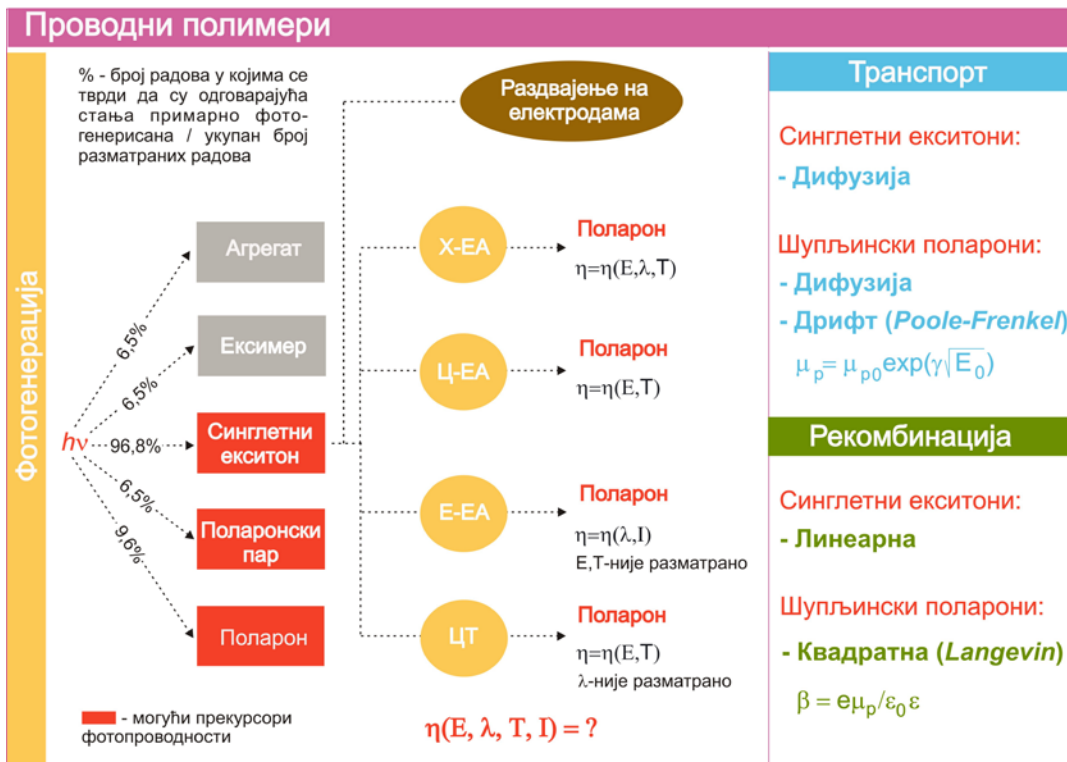 Проводни полимери
Фотогенерација
% - број радова у којима се
тврди да су одговарајућа
стања примарно фото-
генерисана / укупан број
разматраних радова
Раздвајење на
електродама
hν
6,5%
6,5%
96,8%
6,5%
9,6%
Агрегат
Ексимер
Синглетни
екситон
Поларонски
пар
Поларон
Х-ЕА
Поларон
η=η(E,λ,T)
Ц-ЕА
Поларон
η=η(E,T)
Е-ЕА
Поларон
η=η(λ,I)
E,T-није разматрано
ЦТ
Поларон
η=η(E,T)
λ-није разматрано
- могући прекурсори
фотопроводности
η(E, λ, T, I) = ?
Транспорт
Синглетни екситони:
- Дифузија
Шупљински поларони:
- Дифузија
- Дрифт (Poole-Frenkel)
μp= μp0exp(γ√E0)
Рекомбинација
Синглетни екситони:
- Линеарна
Шупљински поларони:
- Квадратна (Langevin)
β = eμp/ε0ε